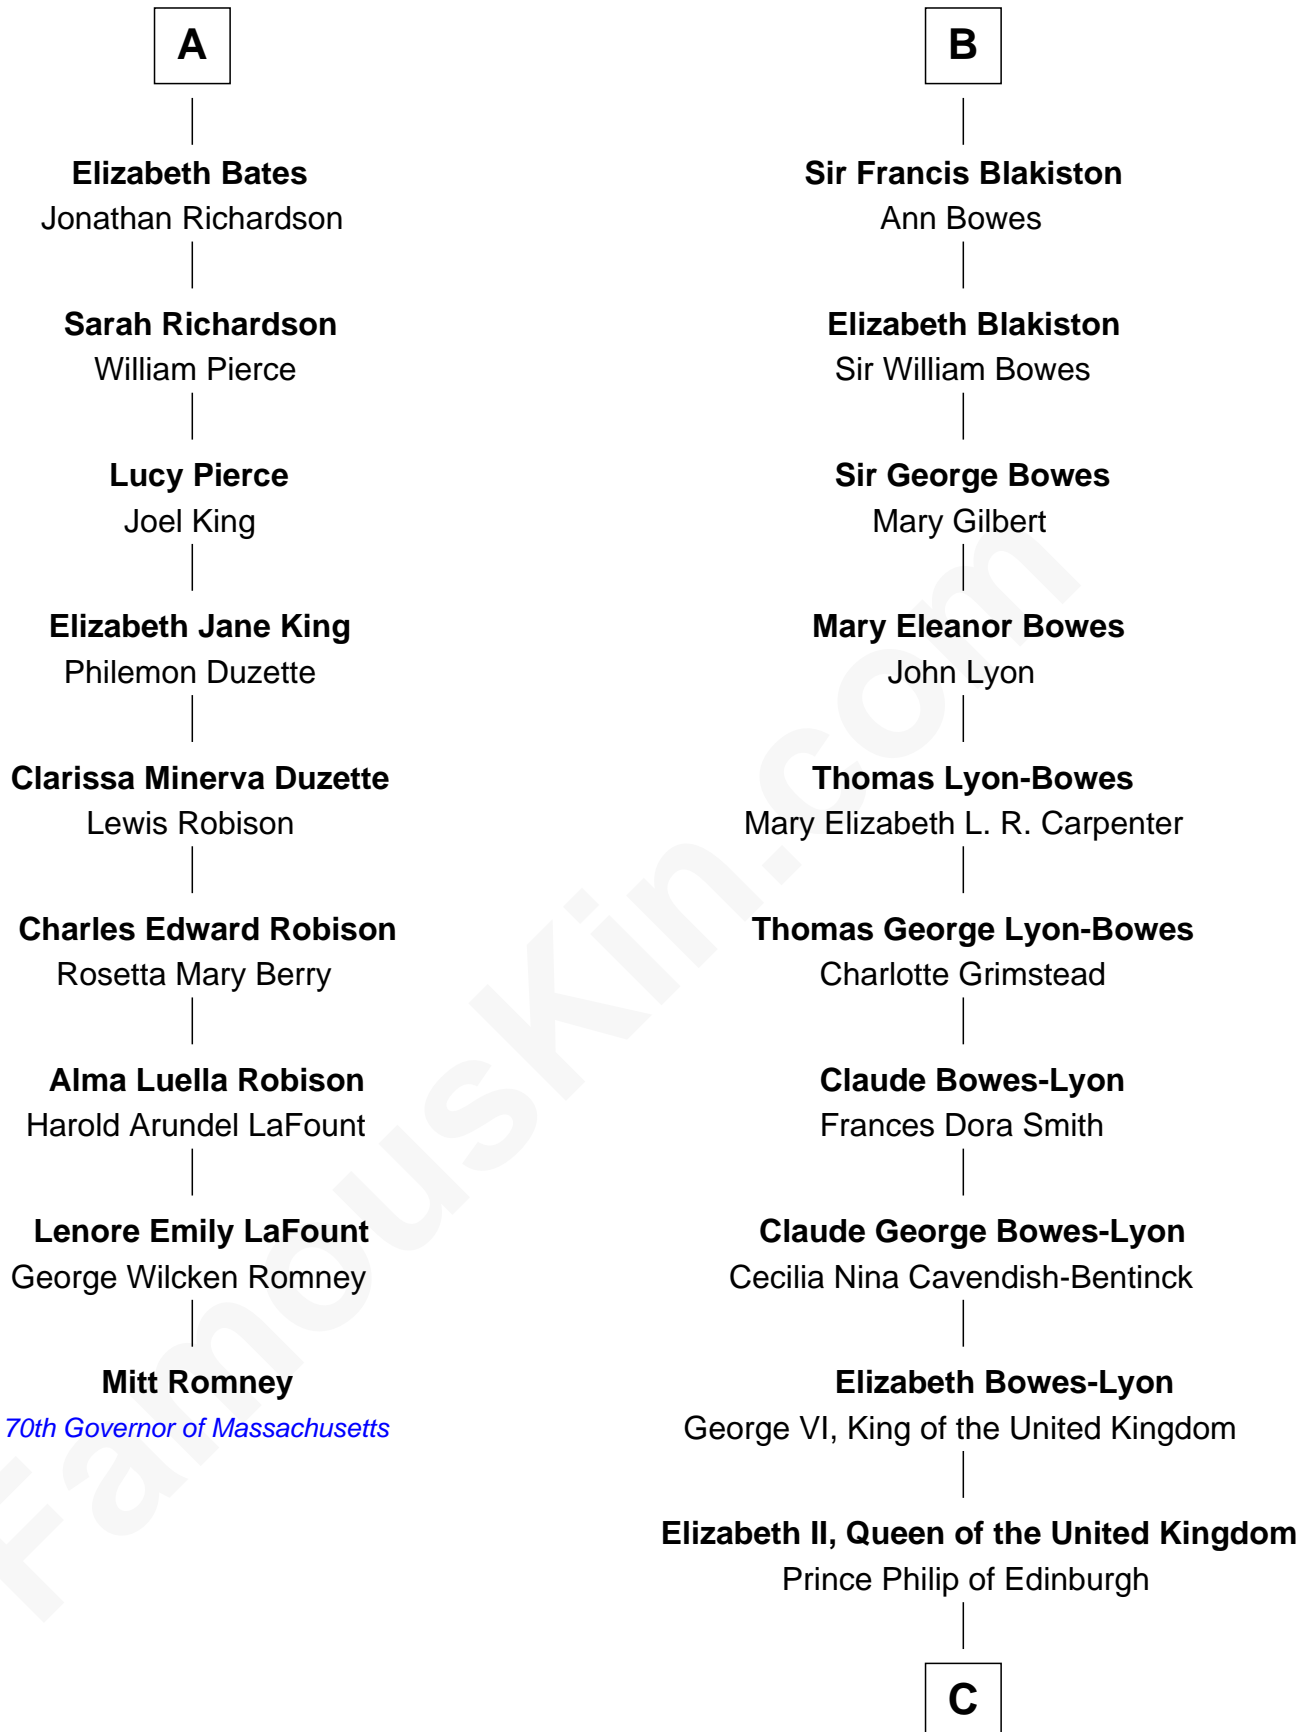 A
Elizabeth Bates
Jonathan Richardson
Sarah Richardson
William Pierce
Lucy Pierce
Joel King
Elizabeth Jane King
Philemon Duzette
Clarissa Minerva Duzette
Lewis Robison
Charles Edward Robison
Rosetta Mary Berry
Alma Luella Robison
Harold Arundel LaFount
Lenore Emily LaFount
George Wilcken Romney
Mitt Romney
70th Governor of Massachusetts
B
Sir Francis Blakiston
Ann Bowes
Elizabeth Blakiston
Sir William Bowes
Sir George Bowes
Mary Gilbert
Mary Eleanor Bowes
John Lyon
Thomas Lyon-Bowes
Mary Elizabeth L. R. Carpenter
Thomas George Lyon-Bowes
Charlotte Grimstead
Claude Bowes-Lyon
Frances Dora Smith
Claude George Bowes-Lyon
Cecilia Nina Cavendish-Bentinck
Elizabeth Bowes-Lyon
George VI, King of the United Kingdom
Elizabeth II, Queen of the United Kingdom
Prince Philip of Edinburgh
C
FamousKin.com